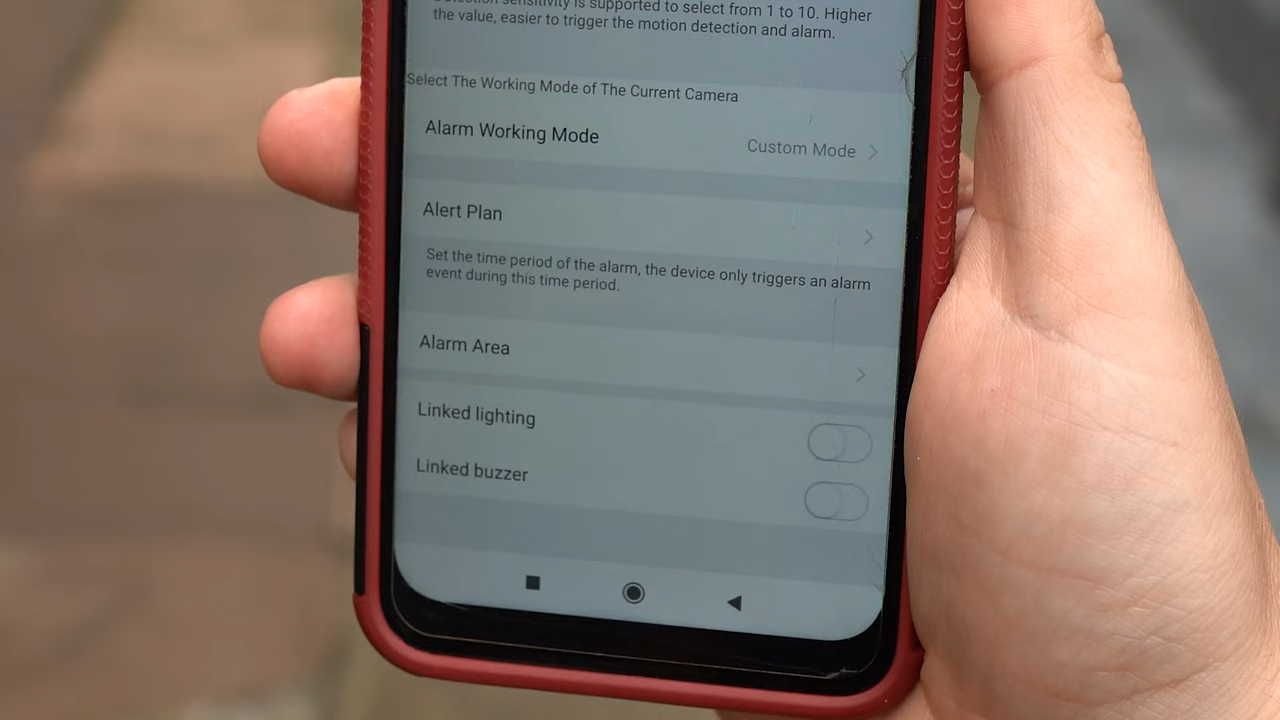 Detection sensitivity is supported to select from 1 to 10. Higher
the value, easier to trigger the motion detection and alarm.
Select The Working Mode of The Current Camera
Alarm Working Mode
Custom Mode
Alert Plan
Set the time period of the alarm, the device only triggers an alarm
event during this time period.
Alarm Area
Linked lighting
Linked buzzer